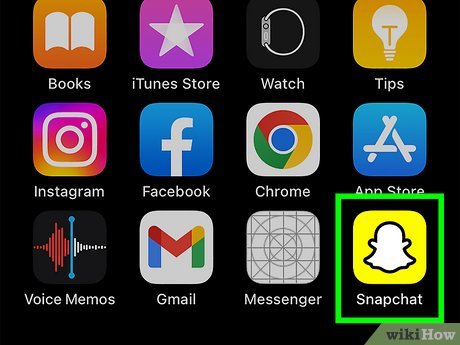 Books
iTunes Store
Watch
Tips
Instagram
Facebook
Chrome
App Store
Voice Memos
Gmail
Messenger
Snapchat
wikiHow